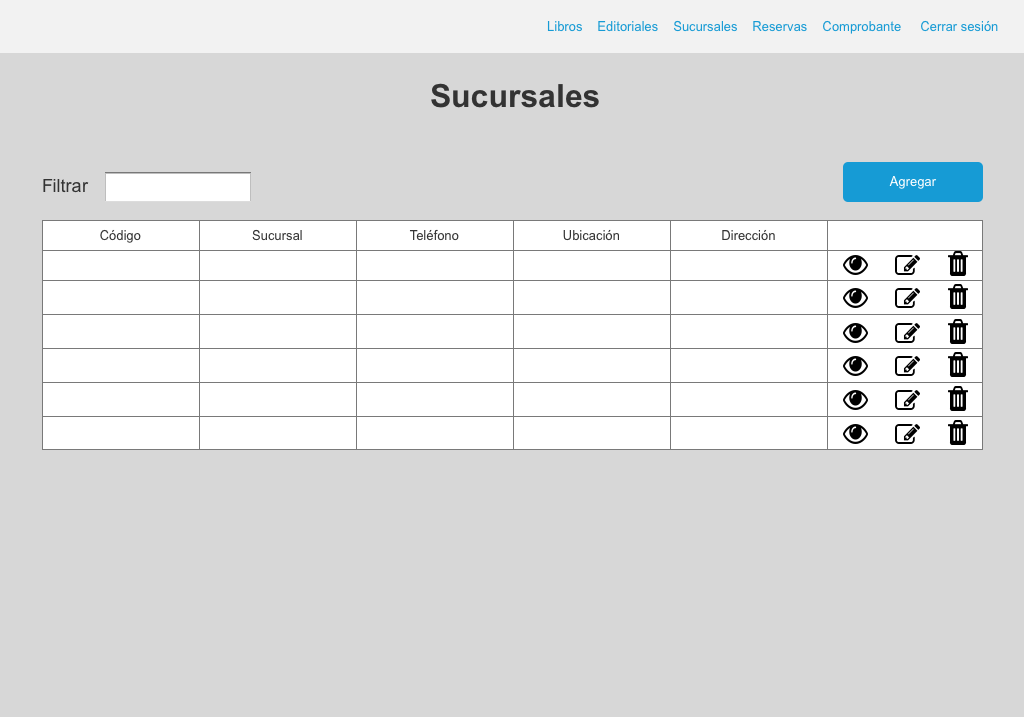 Libros Editoriales Sucursales Reservas Comprobante Cerrar sesión
Sucursales
Filtrar
Agregar
Código Sucursal Teléfono Ubicación Dirección